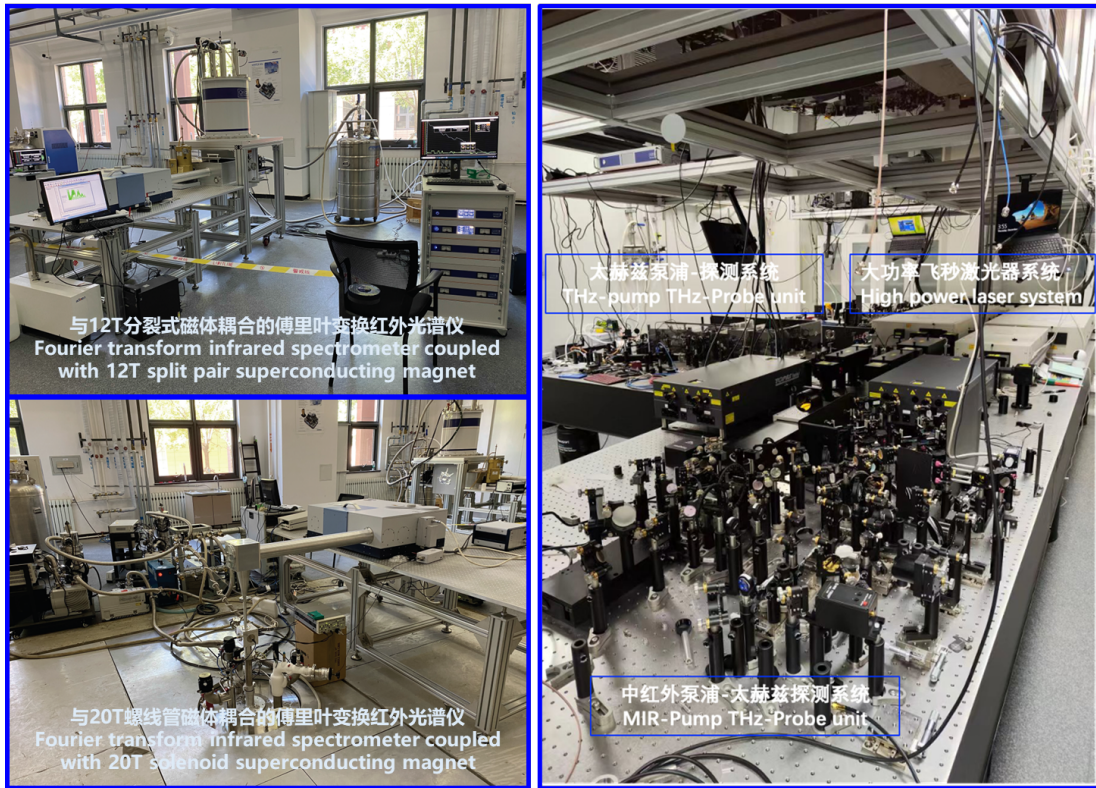 与12T分裂式磁体耦合的傅里叶变换红外光谱仪
Fourier transform infrared spectrometer coupled
with 12T split pair superconducting magnet
与20T螺线管磁体耦合的傅里叶变换红外光谱仪
Fourier transform infrared spectrometer coupled
with 20T solenoid superconducting magnet
太赫兹泵浦-探测系统
THz-pump THz-Probe unit
大功率飞秒激光器系统
High power laser system
3:55
中红外泵浦-太赫兹探测系统
MIR-Pump THz-Probe unit